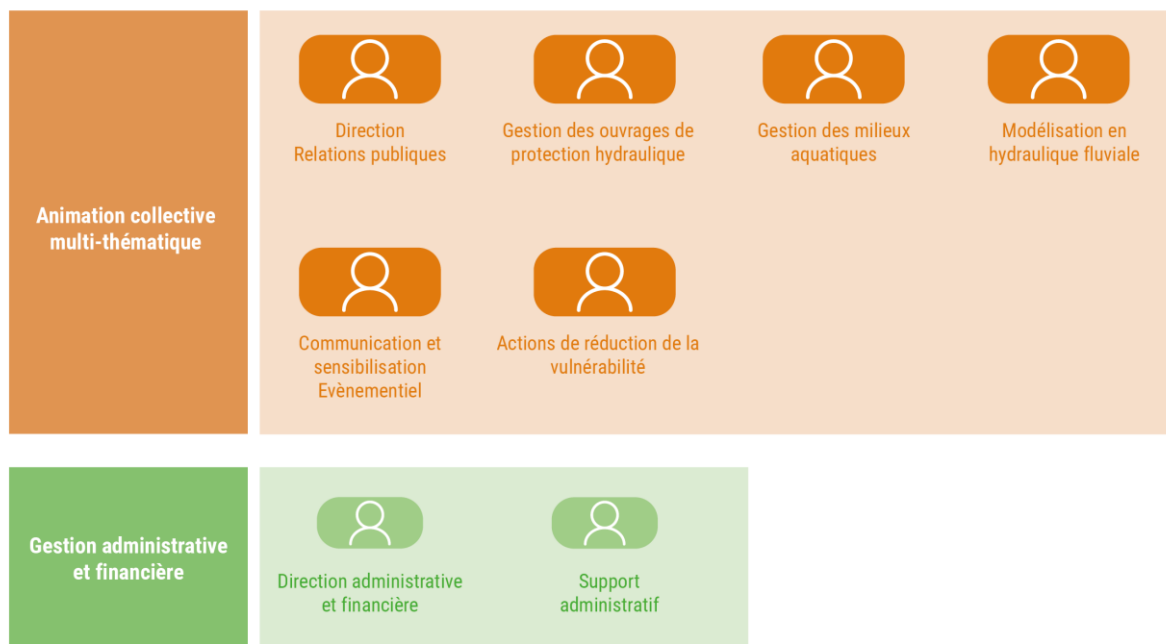 Animation collective
multi-thématique
Direction
Relations publiques
Gestion des ouvrages de
protection hydraulique
Gestion des milieux
aquatiques
Modélisation en
hydraulique fluviale
Communication et
sensibilisation
Evènementiel
Actions de réduction de la
vulnérabilité
Gestion administrative
et financière
Direction administrative
et financière
Support
administratif